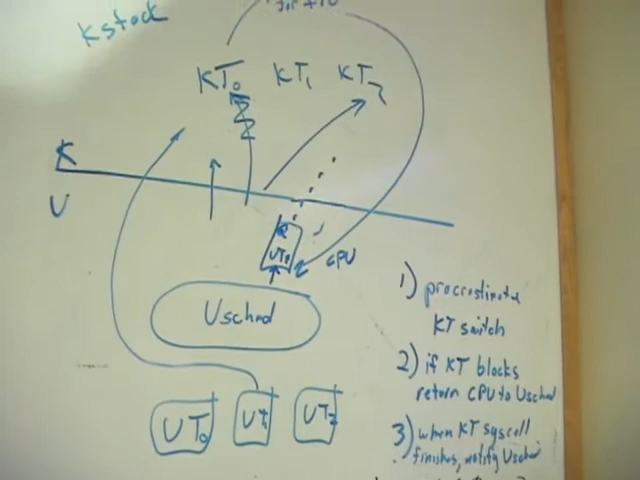 Kstack
KT0 KT1 KT2
K
U
UT0
CPU
Usched
UT0 UT1 UT2
1) procrastinate
KT switch
2) if KT blocks
return CPU to Usched
3) when KT syscall
finishes, notify Usched